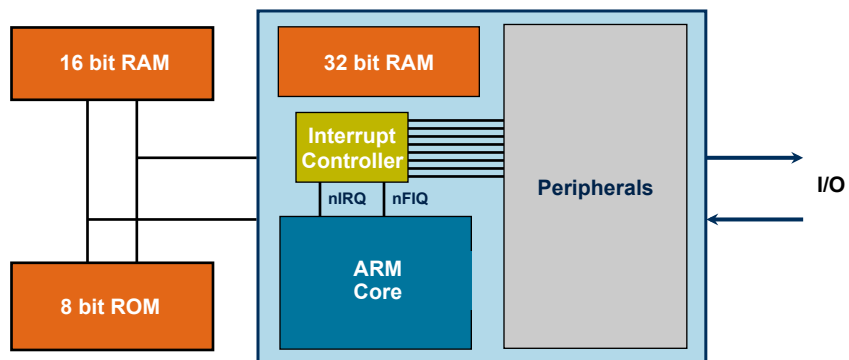 16 bit RAM
32 bit RAM
Interrupt
Controller
nIRQ
nFIQ
Peripherals
I/O
ARM
Core
8 bit ROM